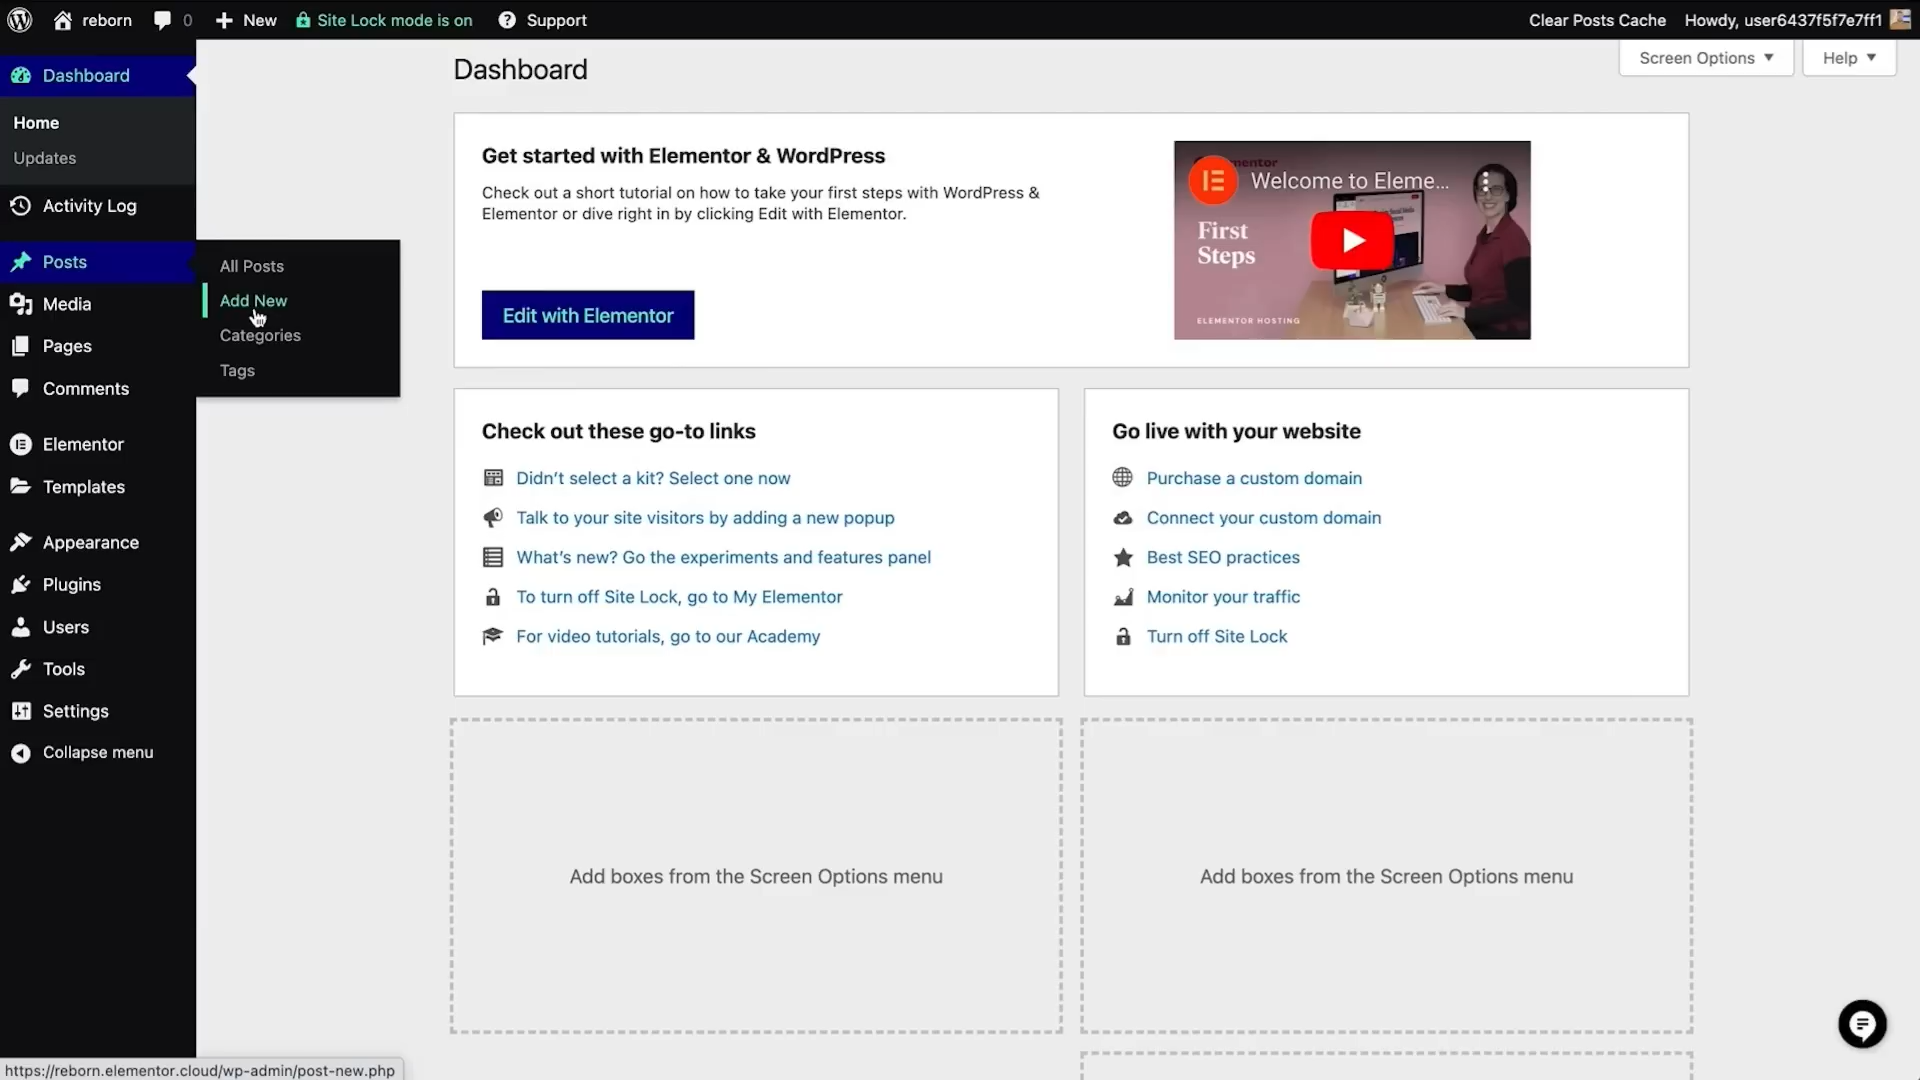 reborn
0
New
Site Lock mode is on
Support
Clear Posts Cache
Howdy, user6437f5f7e7ff1
Dashboard
Home
Updates
Activity Log
Posts
Media
Pages
Comments
Elementor
Templates
Appearance
Plugins
Users
Tools
Settings
Collapse menu
All Posts
Add New
Categories
Tags
Dashboard
Screen Options
Help
Get started with Elementor & WordPress
Check out a short tutorial on how to take your first steps with WordPress &
Elementor or dive right in by clicking Edit with Elementor.
Edit with Elementor
Welcome to Eleme...
First
Steps
ELEMENTOR HOSTING
Check out these go-to links
Didn't select a kit? Select one now
Talk to your site visitors by adding a new popup
What's new? Go the experiments and features panel
To turn off Site Lock, go to My Elementor
For video tutorials, go to our Academy
Go live with your website
Purchase a custom domain
Connect your custom domain
Best SEO practices
Monitor your traffic
Turn off Site Lock
Add boxes from the Screen Options menu
Add boxes from the Screen Options menu
https://reborn.elementor.cloud/wp-admin/post-new.php